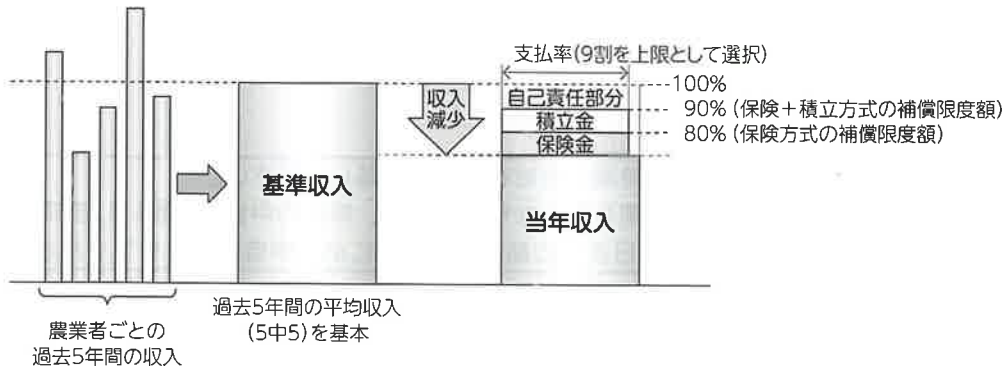 支払率(9割を上限として選択)
100%
自己責任部分
90% (保険＋積立方式の補償限度額)
積立金
80% (保険方式の補償限度額)
保険金
収入
減少
基準収入
当年収入
過去5年間の平均収入
(5中5)を基本
農業者ごとの
過去5年間の収入